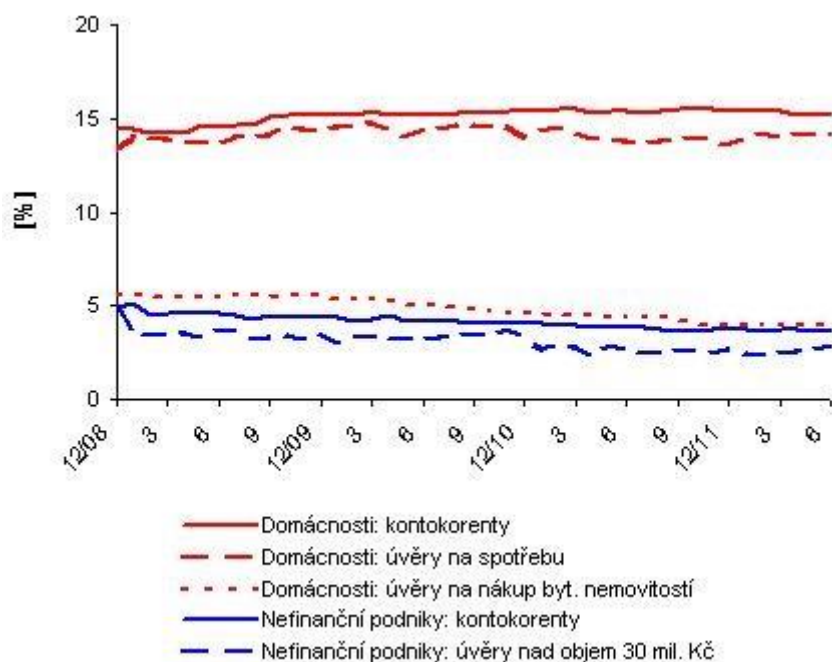 20
15
[%]
10
5
0
12/08 3 6 9 12/09 3 6 9 12/10 3 6 9 12/11 3 6
Domácnosti: kontokorenty
Domácnosti: úvěry na spotřebu
Domácnosti: úvěry na nákup byt. nemovitostí
Nefinanční podniky: kontokorenty
Nefinanční podniky: úvěry nad objem 30 mil. Kč